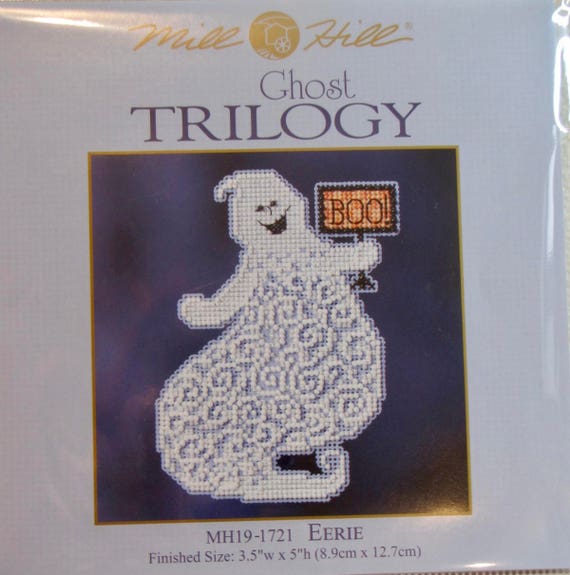 Mill Hill®
Ghost
TRILOGY
BOO!
MH19-1721 EERIE
Finished Size: 3.5"w x 5"h (8.9cm x 12.7cm)